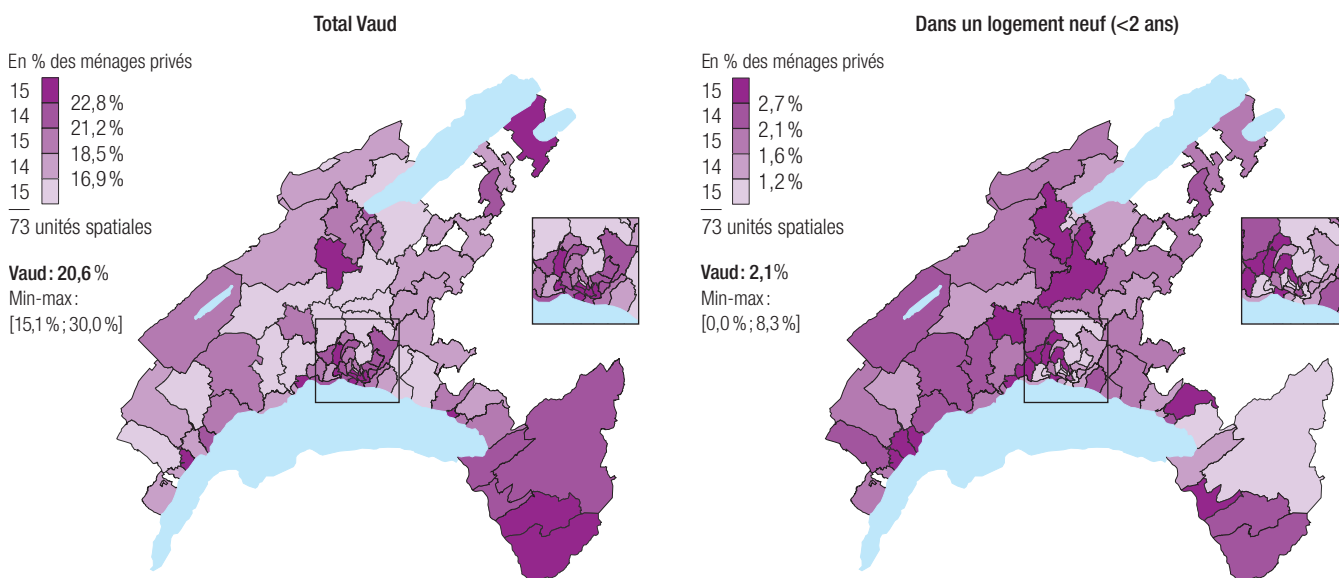 Total Vaud
En % des ménages privés
15
22,8 %
14
21,2 %
15
18,5 %
14
16,9 %
15
73 unités spatiales
Vaud : 20,6 %
Min-max :
[15,1 % ; 30,0 %]
Dans un logement neuf (<2 ans)
En % des ménages privés
15
2,7 %
14
2,1 %
15
1,6 %
14
1,2 %
15
73 unités spatiales
Vaud : 2,1%
Min-max :
[0,0 % ; 8,3 %]